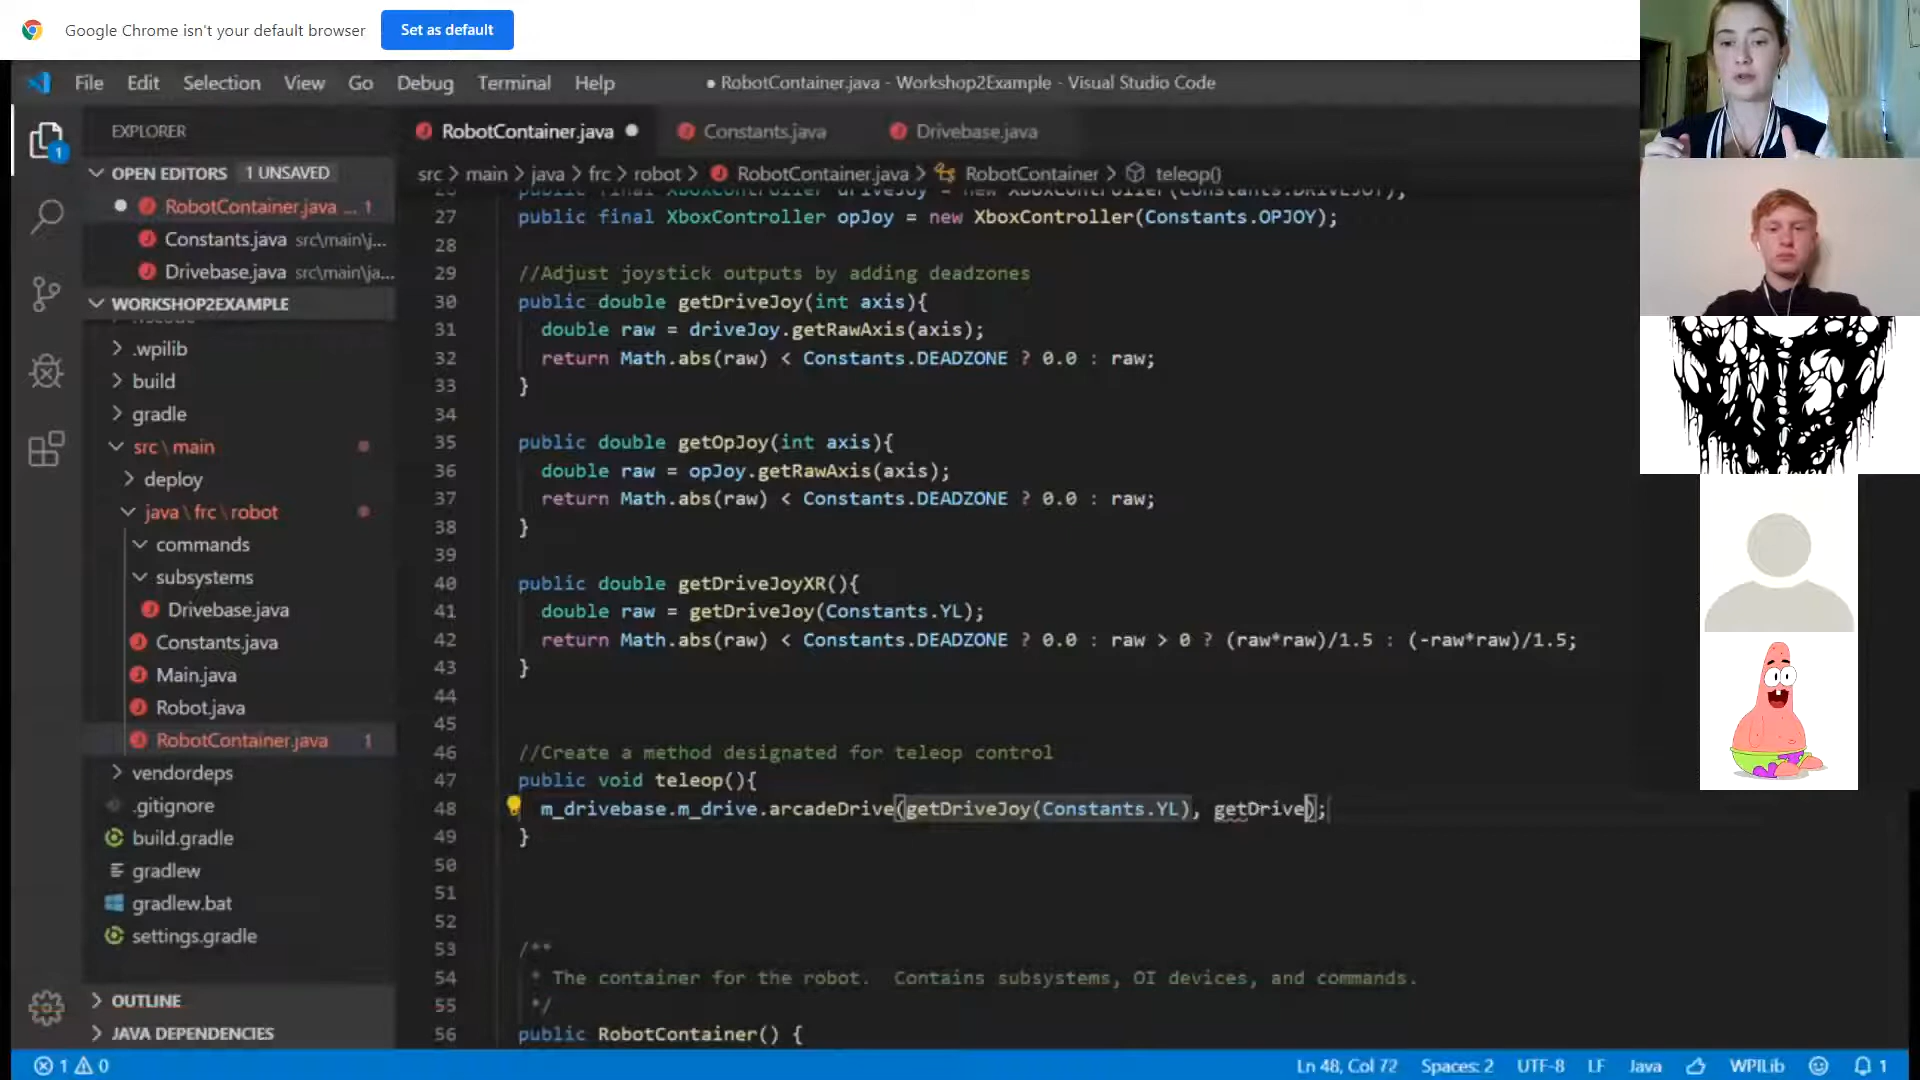 Google Chrome isn't your default browser
Set as default
File Edit Selection View Go Debug Terminal Help
● RobotContainer.java - Workshop2Example - Visual Studio Code
EXPLORER
RobotContainer.java ● Constants.java Drivebase.java
OPEN EDITORS 1 UNSAVED
src > main > java > frc > robot > RobotContainer.java > RobotContainer > teleop()
● RobotContainer.java ... 1
Constants.java src\main\j...
Drivebase.java src\main\ja...
WORKSHOP2EXAMPLE
> .wpilib
> build
> gradle
src \ main
> deploy
java \ frc \ robot
commands
subsystems
Drivebase.java
Constants.java
Main.java
Robot.java
RobotContainer.java 1
> vendordeps
.gitignore
build.gradle
gradlew
gradlew.bat
settings.gradle
> OUTLINE
> JAVA DEPENDENCIES
26 public final XboxController driveJoy = new XboxController(Constants.DRIVEJOY);
27 public final XboxController opJoy = new XboxController(Constants.OPJOY);
28
29 //Adjust joystick outputs by adding deadzones
30 public double getDriveJoy(int axis){
31 double raw = driveJoy.getRawAxis(axis);
32 return Math.abs(raw) < Constants.DEADZONE ? 0.0 : raw;
33 }
34
35 public double getOpJoy(int axis){
36 double raw = opJoy.getRawAxis(axis);
37 return Math.abs(raw) < Constants.DEADZONE ? 0.0 : raw;
38 }
39
40 public double getDriveJoyXR(){
41 double raw = getDriveJoy(Constants.YL);
42 return Math.abs(raw) < Constants.DEADZONE ? 0.0 : raw > 0 ? (raw*raw)/1.5 : (-raw*raw)/1.5;
43 }
44
45
46 //Create a method designated for teleop control
47 public void teleop(){
48 m_drivebase.m_drive.arcadeDrive(getDriveJoy(Constants.YL), getDrive);
49 }
50
51
52
53 /**
54 * The container for the robot.  Contains subsystems, OI devices, and commands.
55 */
56 public RobotContainer() {
1 0 Ln 48, Col 72 Spaces: 2 UTF-8 LF Java WPILib 1